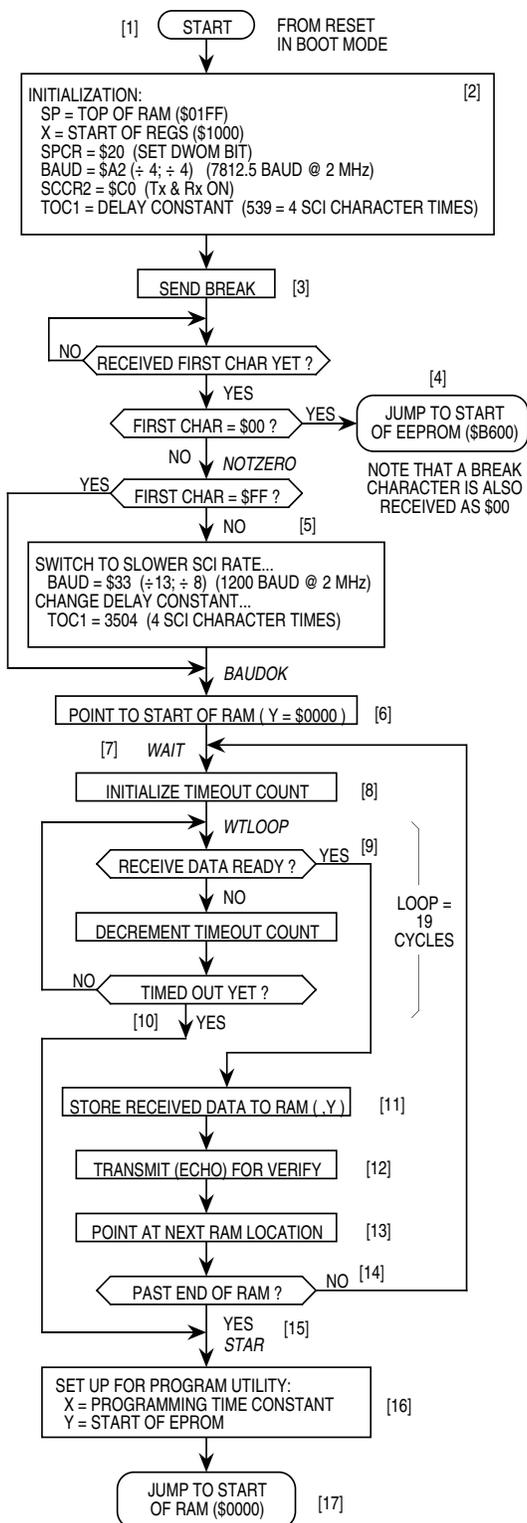 [1]
START
FROM RESET
IN BOOT MODE
[2]
INITIALIZATION:
SP = TOP OF RAM ($01FF)
X = START OF REGS ($1000)
SPCR = $20 (SET DWOM BIT)
BAUD = $A2 (÷ 4; ÷ 4) (7812.5 BAUD @ 2 MHz)
SCCR2 = $C0 (Tx & Rx ON)
TOC1 = DELAY CONSTANT (539 = 4 SCI CHARACTER TIMES)
SEND BREAK
[3]
NO
RECEIVED FIRST CHAR YET ?
YES
[4]
FIRST CHAR = $00 ?
YES
JUMP TO START
OF EEPROM ($B600)
NOTE THAT A BREAK
CHARACTER IS ALSO
RECEIVED AS $00
NO
NOTZERO
YES
FIRST CHAR = $FF ?
NO
[5]
SWITCH TO SLOWER SCI RATE...
BAUD = $33 (÷13; ÷ 8) (1200 BAUD @ 2 MHz)
CHANGE DELAY CONSTANT...
TOC1 = 3504 (4 SCI CHARACTER TIMES)
BAUDOK
POINT TO START OF RAM ( Y = $0000 )
[6]
[7]
WAIT
INITIALIZE TIMEOUT COUNT
[8]
WTLOOP
RECEIVE DATA READY ?
YES
[9]
NO
DECREMENT TIMEOUT COUNT
LOOP =
19
CYCLES
NO
TIMED OUT YET ?
[10]
YES
STORE RECEIVED DATA TO RAM ( ,Y )
[11]
TRANSMIT (ECHO) FOR VERIFY
[12]
POINT AT NEXT RAM LOCATION
[13]
PAST END OF RAM ?
NO
[14]
YES
[15]
STAR
SET UP FOR PROGRAM UTILITY:
X = PROGRAMMING TIME CONSTANT
Y = START OF EPROM
[16]
JUMP TO START
OF RAM ($0000)
[17]